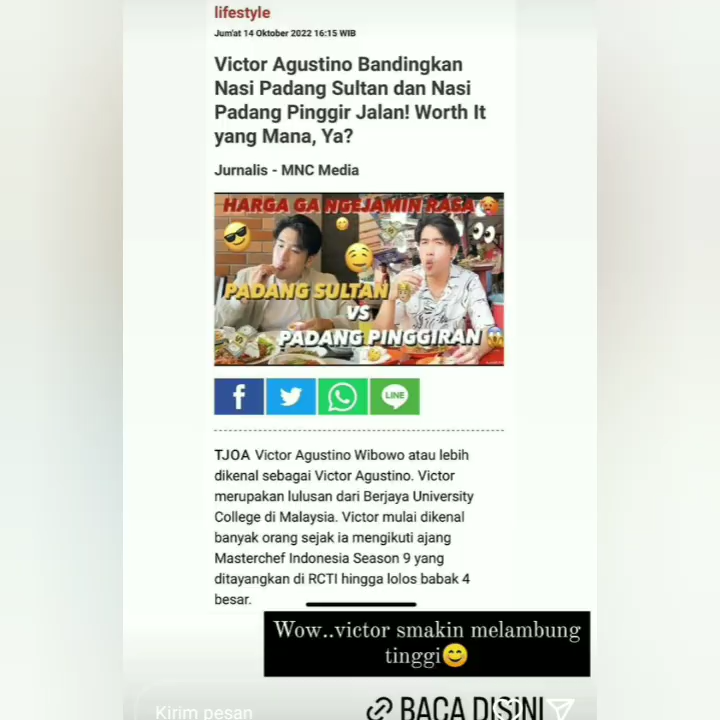 lifestyle
Jum'at 14 Oktober 2022 16:15 WIB
Victor Agustino Bandingkan
Nasi Padang Sultan dan Nasi
Padang Pinggir Jalan! Worth It
yang Mana, Ya?
Jurnalis - MNC Media
HARGA GA NGEJAMIN RASA
PADANG SULTAN
VS
PADANG PINGGIRAN
LINE
TJOA Victor Agustino Wibowo atau lebih
dikenal sebagai Victor Agustino. Victor
merupakan lulusan dari Berjaya University
College di Malaysia. Victor mulai dikenal
banyak orang sejak ia mengikuti ajang
Masterchef Indonesia Season 9 yang
ditayangkan di RCTI hingga lolos babak 4
besar.
Wow..victor smakin melambung
tinggi😊
Kirim pesan
BACA DISINI